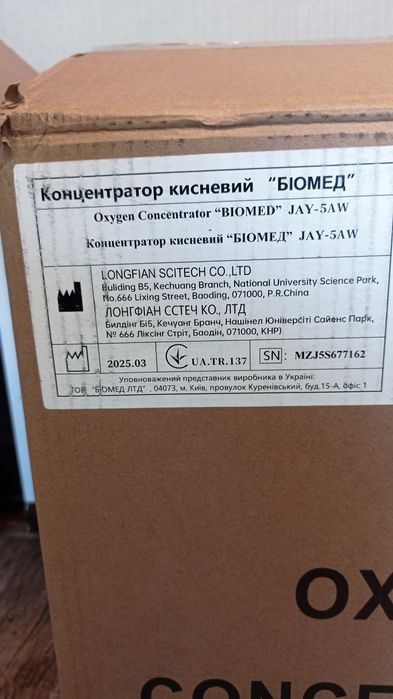 Концентратор кисневий "БІОМЕД"
Oxygen Concentrator "BIOMED" JAY-5AW
Концентратор кисневий "БІОМЕД" JAY-5AW
LONGFIAN SCITECH CO.,LTD
Buliding B5, Kechuang Branch, National University Science Park,
No.666 Lixing Street, Baoding, 071000, P.R.China
ЛОНГФІАН ССТЕЧ КО., ЛТД
Билдінг БІ5, Кечуанг Бранч, Нашінел Юніверсіті Сайенс Парк,
№ 666 Ліксінг Стріт, Баодін, 071000, КНР)
2025.03 UA.TR.137 SN: MZJ5S677162
Уповноважений представник виробника в Україні:
ТОВ "БІОМЕД ЛТД", 04073, м. Київ, провулок Куренівський, буд.15-А, офіс 1
OX
CONCE